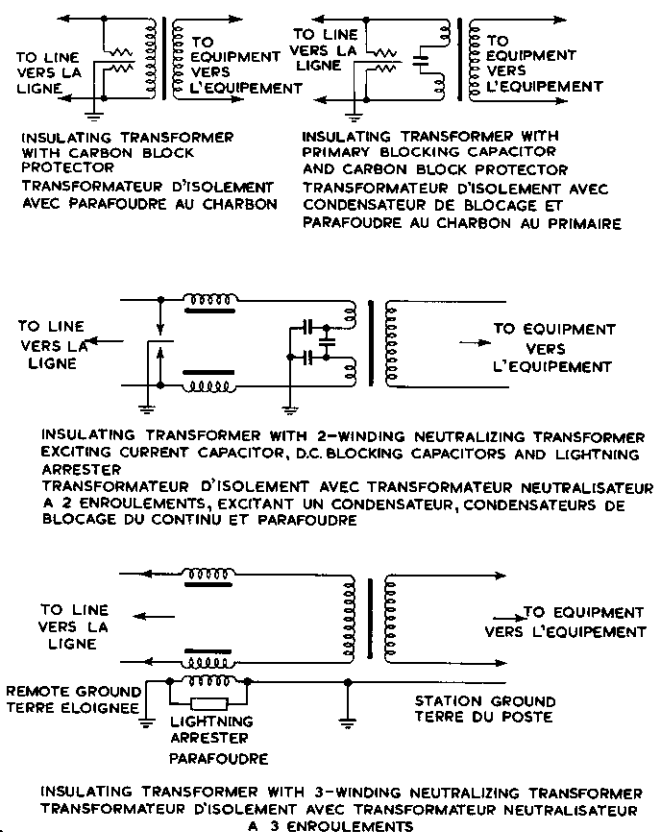 TO LINE
VERS LA
LIGNE
TO
EQUIPMENT
VERS
L'EQUIPEMENT
INSULATING TRANSFORMER
WITH CARBON BLOCK
PROTECTOR
TRANSFORMATEUR D'ISOLEMENT
AVEC PARAFOUDRE AU CHARBON
TO LINE
VERS LA
LIGNE
TO
EQUIPMENT
VERS
L'EQUIPEMENT
INSULATING TRANSFORMER WITH
PRIMARY BLOCKING CAPACITOR
AND CARBON BLOCK PROTECTOR
TRANSFORMATEUR D'ISOLEMENT AVEC
CONDENSATEUR DE BLOCAGE ET
PARAFOUDRE AU CHARBON AU PRIMAIRE
TO LINE
VERS LA
LIGNE
TO EQUIPMENT
VERS
L'EQUIPEMENT
INSULATING TRANSFORMER WITH 2-WINDING NEUTRALIZING TRANSFORMER
EXCITING CURRENT CAPACITOR, D.C. BLOCKING CAPACITORS AND LIGHTNING
ARRESTER
TRANSFORMATEUR D'ISOLEMENT AVEC TRANSFORMATEUR NEUTRALISATEUR
A 2 ENROULEMENTS, EXCITANT UN CONDENSATEUR, CONDENSATEURS DE
BLOCAGE DU CONTINU ET PARAFOUDRE
TO LINE
VERS LA
LIGNE
TO EQUIPMENT
VERS L'EQUIPEMENT
REMOTE GROUND
TERRE ELOIGNEE
LIGHTNING
ARRESTER
PARAFOUDRE
STATION GROUND
TERRE DU POSTE
INSULATING TRANSFORMER WITH 3-WINDING NEUTRALIZING TRANSFORMER
TRANSFORMATEUR D'ISOLEMENT AVEC TRANSFORMATEUR NEUTRALISATEUR
A 3 ENROULEMENTS